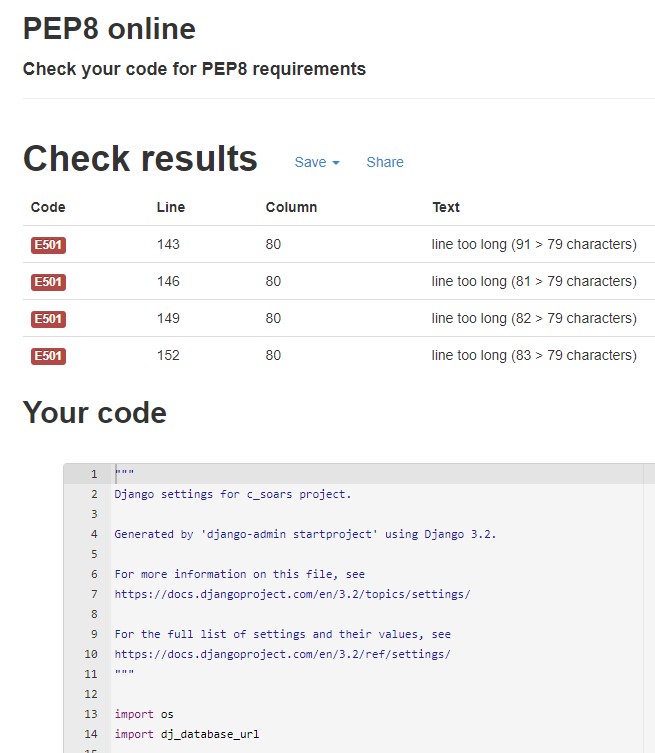 PEP8 online
Check your code for PEP8 requirements
Check results Save Share
Code Line Column Text
E501 143 80 line too long (91 > 79 characters)
E501 146 80 line too long (81 > 79 characters)
E501 149 80 line too long (82 > 79 characters)
E501 152 80 line too long (83 > 79 characters)
Your code
1 """
2 Django settings for c_soars project.
3
4 Generated by 'django-admin startproject' using Django 3.2.
5
6 For more information on this file, see
7 https://docs.djangoproject.com/en/3.2/topics/settings/
8
9 For the full list of settings and their values, see
10 https://docs.djangoproject.com/en/3.2/ref/settings/
11 """
12
13 import os
14 import dj_database_url